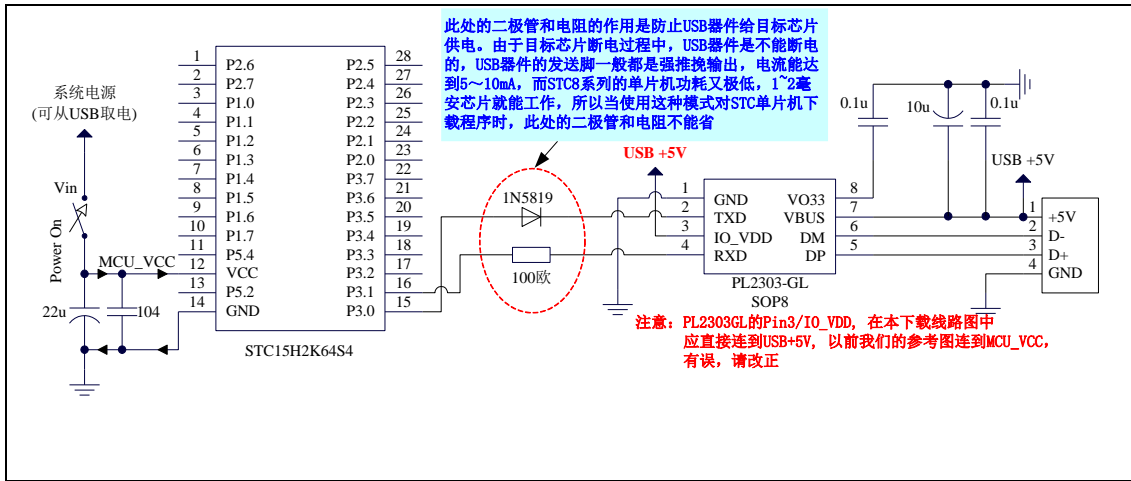 此处的二极管和电阻的作用是防止USB器件给目标芯片
供电。由于目标芯片断电过程中，USB器件是不能断电
的，USB器件的发送脚一般都是强推挽输出，电流能达
到5～10mA，而STC8系列的单片机功耗又极低，1~2毫
安芯片就能工作，所以当使用这种模式对STC单片机下
载程序时，此处的二极管和电阻不能省
系统电源
(可从USB取电)
Vin
Power On
MCU_VCC
22u
104
1 P2.6
2 P2.7
3 P1.0
4 P1.1
5 P1.2
6 P1.3
7 P1.4
8 P1.5
9 P1.6
10 P1.7
11 P5.4
12 VCC
13 P5.2
14 GND
P2.5 28
P2.4 27
P2.3 26
P2.2 25
P2.1 24
P2.0 23
P3.7 22
P3.6 21
P3.5 20
P3.4 19
P3.3 18
P3.2 17
P3.1 16
P3.0 15
STC15H2K64S4
1N5819
100欧
USB +5V
1 GND
2 TXD
3 IO_VDD
4 RXD
VO33 8
VBUS 7
DM 6
DP 5
PL2303-GL
SOP8
0.1u
10u
0.1u
USB +5V
1 +5V
2 D-
3 D+
4 GND
注意：PL2303GL的Pin3/IO_VDD, 在本下载线路图中
应直接连到USB+5V, 以前我们的参考图连到MCU_VCC，
有误，请改正